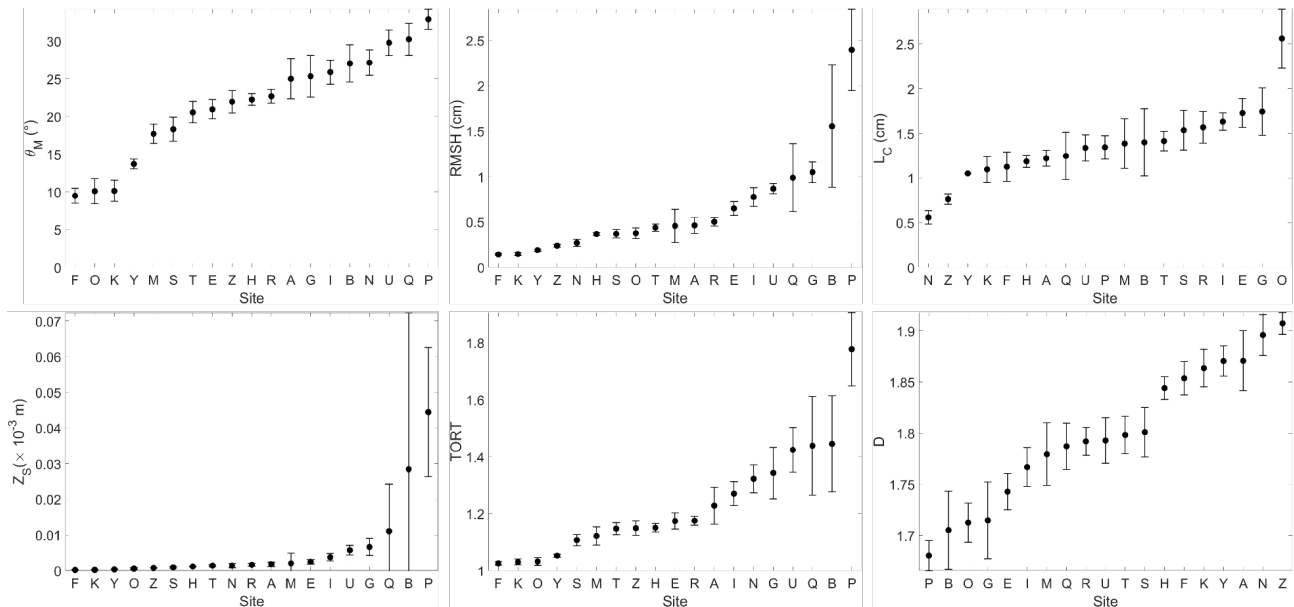 θM (°)
30
25
20
15
10
5
0
F O K Y M S T E Z H R A G I B N U Q P
Site
RMSH (cm)
2.5
2
1.5
1
0.5
0
F K Y Z N H S O T M A R E I U Q G B P
Site
LC (cm)
2.5
2
1.5
1
0.5
0
N Z Y K F H A Q U P M B T S R I E G O
Site
ZS(× 10⁻³ m)
0.07
0.06
0.05
0.04
0.03
0.02
0.01
0
F K Y O Z S H T N R A M E I U G Q B P
Site
TORT
1.8
1.6
1.4
1.2
1
F K O Y S M T Z H E R A I N G U Q B P
Site
D
1.9
1.85
1.8
1.75
1.7
P B O G E I M Q R U T S H F K Y A N Z
Site